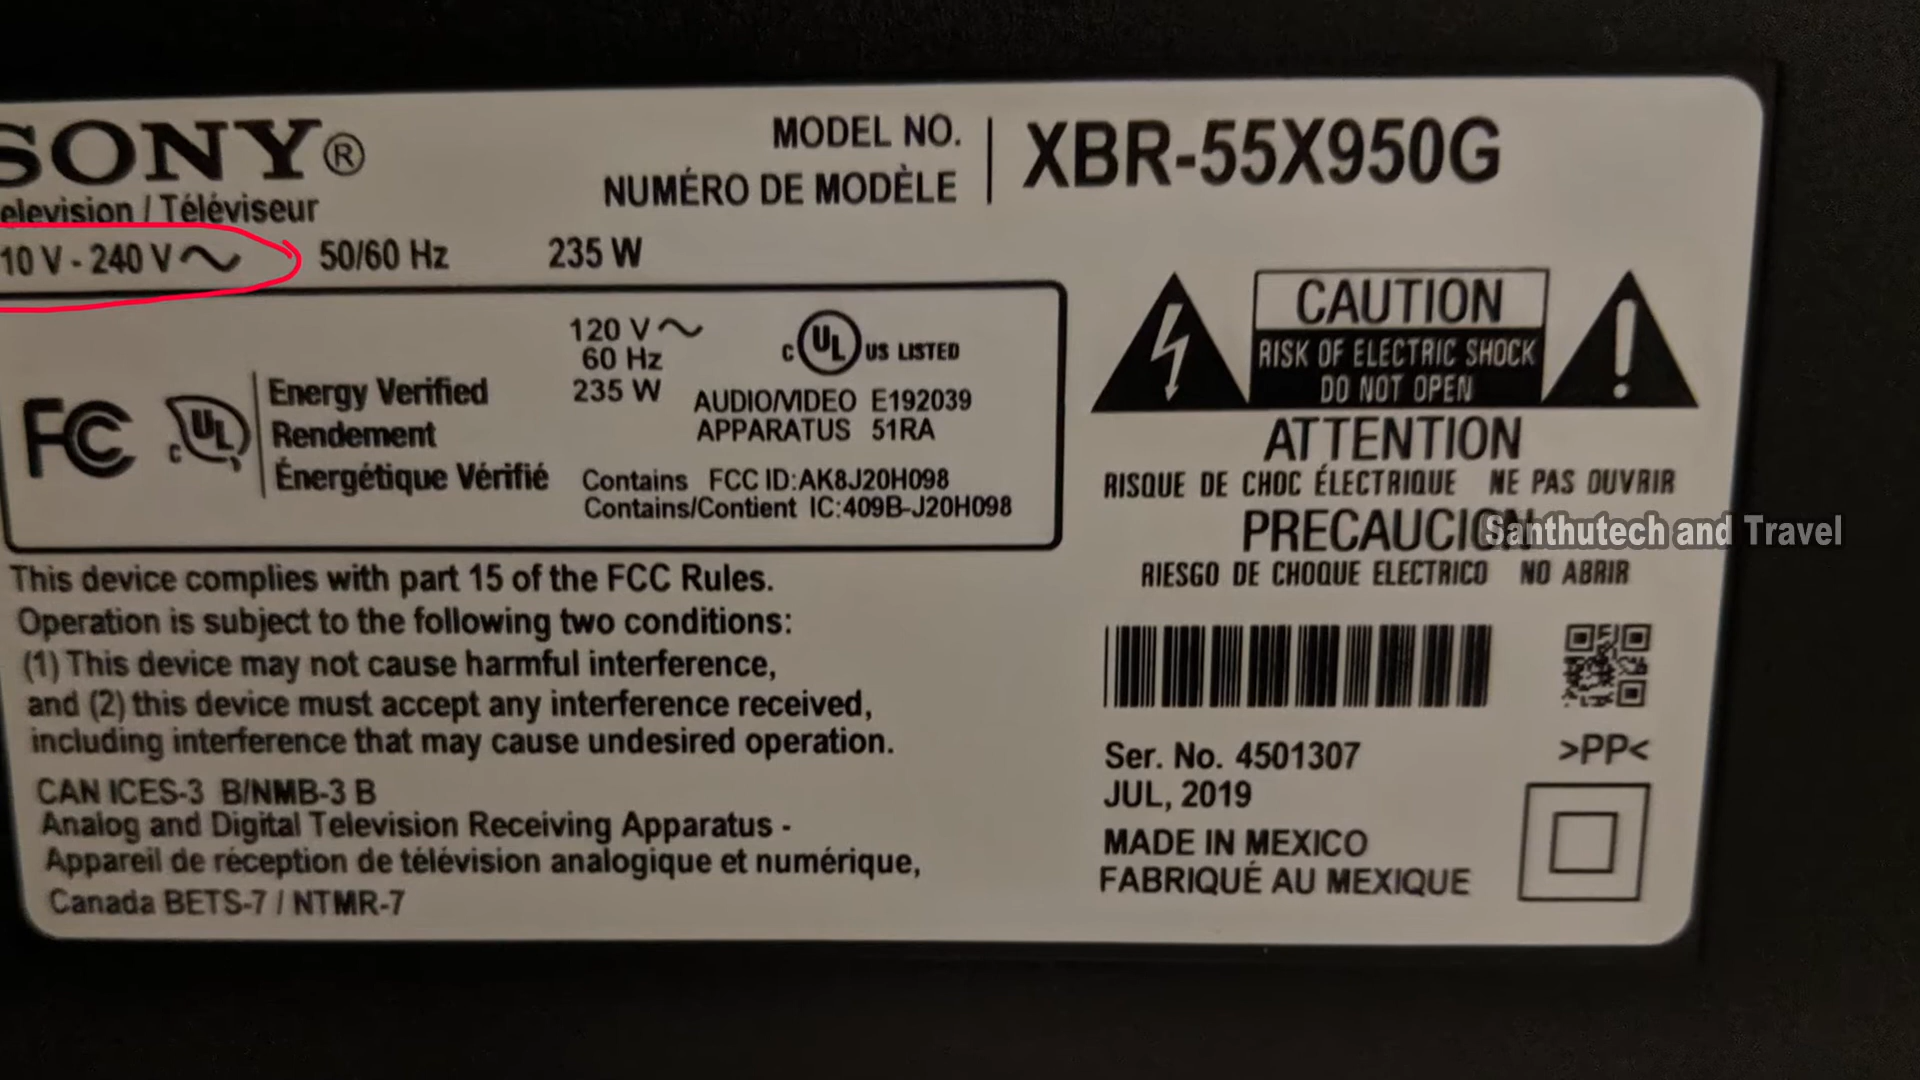 SONY®
elevision / Téléviseur
10 V - 240 V 50/60 Hz 235 W
MODEL NO.
NUMÉRO DE MODÈLE
XBR-55X950G
120 V
60 Hz
235 W
C UL US LISTED
FC
C UL
Energy Verified
Rendement
Énergétique Vérifié
AUDIO/VIDEO E192039
APPARATUS 51RA
Contains FCC ID:AK8J20H098
Contains/Contient IC:409B-J20H098
This device complies with part 15 of the FCC Rules.
Operation is subject to the following two conditions:
(1) This device may not cause harmful interference,
and (2) this device must accept any interference received,
including interference that may cause undesired operation.
CAN ICES-3 B/NMB-3 B
Analog and Digital Television Receiving Apparatus -
Appareil de réception de télévision analogique et numérique,
Canada BETS-7 / NTMR-7
CAUTION
RISK OF ELECTRIC SHOCK
DO NOT OPEN
ATTENTION
RISQUE DE CHOC ÉLECTRIQUE NE PAS OUVRIR
PRECAUCION
Santhutech and Travel
RIESGO DE CHOQUE ELECTRICO NO ABRIR
Ser. No. 4501307
JUL, 2019
>PP<
MADE IN MEXICO
FABRIQUÉ AU MEXIQUE